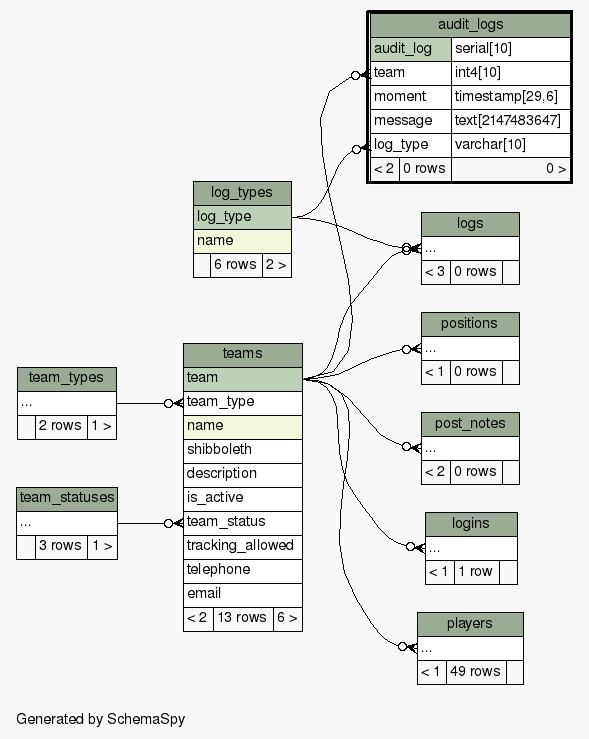 audit_logs
audit_log serial[10]
team int4[10]
moment timestamp[29,6]
message text[2147483647]
log_type varchar[10]
< 2 0 rows 0 >
log_types
log_type
name
6 rows 2 >
logs
...
< 3 0 rows
positions
...
< 1 0 rows
teams
team
team_type
name
shibboleth
description
is_active
team_status
tracking_allowed
telephone
email
< 2 13 rows 6 >
team_types
...
2 rows 1 >
post_notes
...
< 2 0 rows
team_statuses
...
3 rows 1 >
logins
...
< 1 1 row
players
...
< 1 49 rows
Generated by SchemaSpy